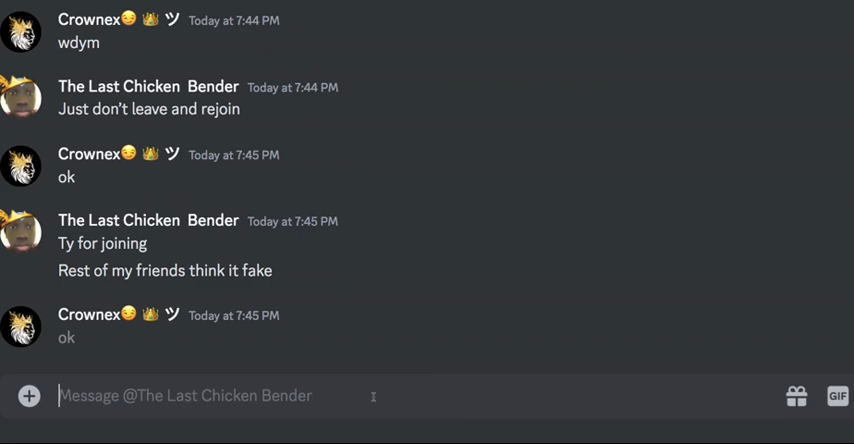 Crownex😏 👑 ツ Today at 7:44 PM
wdym
The Last Chicken Bender Today at 7:44 PM
Just don't leave and rejoin
Crownex😏 👑 ツ Today at 7:45 PM
ok
The Last Chicken Bender Today at 7:45 PM
Ty for joining
Rest of my friends think it fake
Crownex😏 👑 ツ Today at 7:45 PM
ok
Message @The Last Chicken Bender
GIF